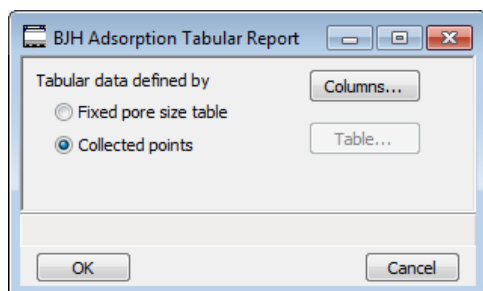 BJH Adsorption Tabular Report
Tabular data defined by
Columns...
Fixed pore size table
Collected points
Table...
OK
Cancel